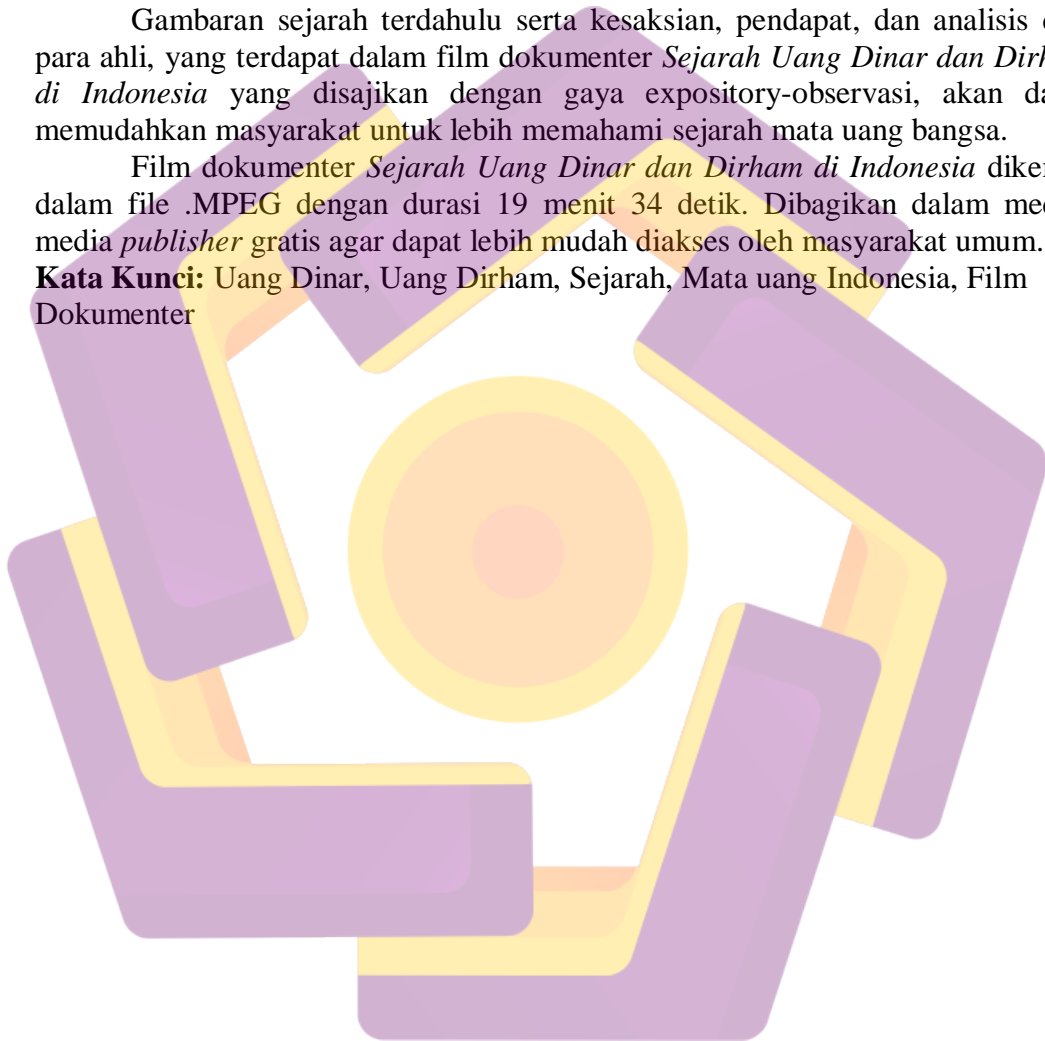 Gambaran sejarah terdahulu serta kesaksian, pendapat, dan analisis
para ahli, yang terdapat dalam film dokumenter Sejarah Uang Dinar dan
di Indonesia yang disajikan dengan gaya expository-observasi, akan
memudahkan masyarakat untuk lebih memahami sejarah mata uang bangsa.
Film dokumenter Sejarah Uang Dinar dan Dirham di Indonesia
dalam file .MPEG dengan durasi 19 menit 34 detik. Dibagikan dalam
media publisher gratis agar dapat lebih mudah diakses oleh masyarakat umum.
Kata Kunci: Uang Dinar, Uang Dirham, Sejarah, Mata uang Indonesia, Film
Dokumenter